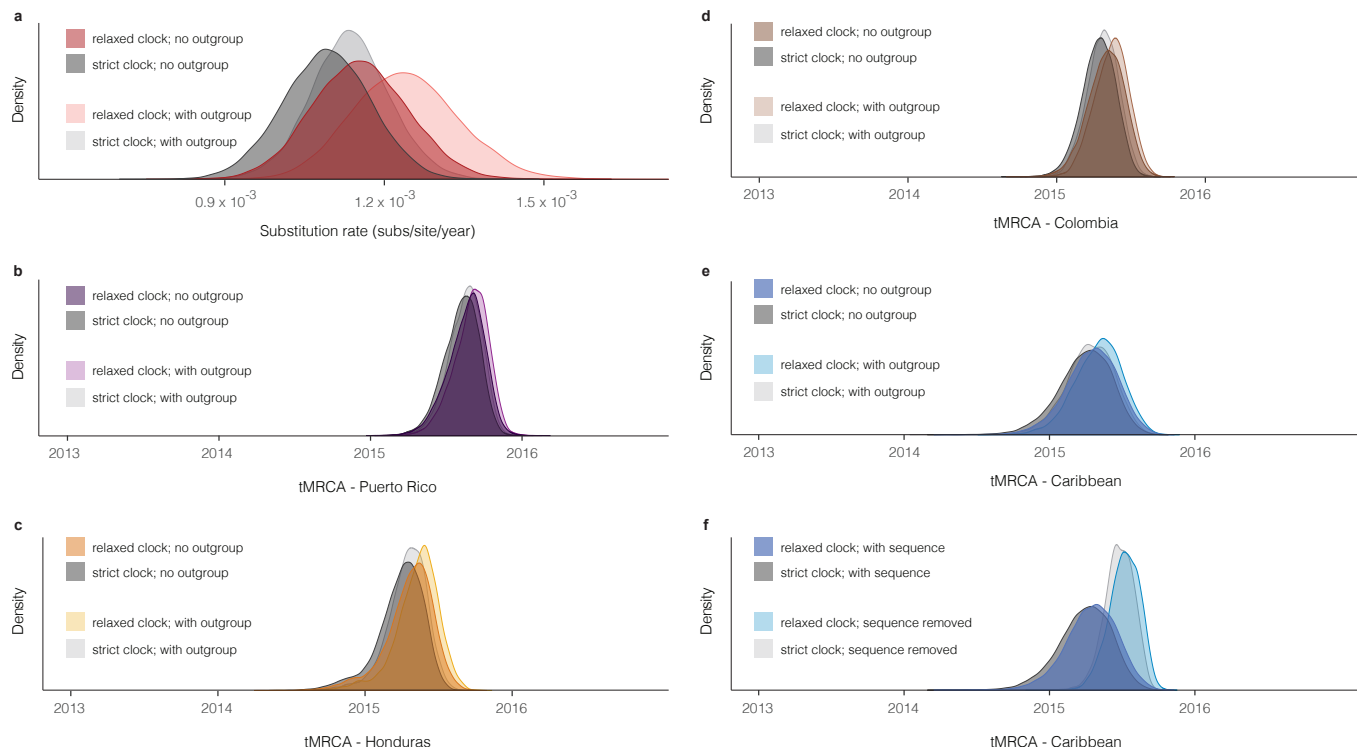 a
relaxed clock; no outgroup
strict clock; no outgroup
relaxed clock; with outgroup
strict clock; with outgroup
Density
0.9 x 10-3
1.2 x 10-3
1.5 x 10-3
Substitution rate (subs/site/year)
b
relaxed clock; no outgroup
strict clock; no outgroup
relaxed clock; with outgroup
strict clock; with outgroup
Density
2013
2014
2015
2016
tMRCA - Puerto Rico
c
relaxed clock; no outgroup
strict clock; no outgroup
relaxed clock; with outgroup
strict clock; with outgroup
Density
2013
2014
2015
2016
tMRCA - Honduras
d
relaxed clock; no outgroup
strict clock; no outgroup
relaxed clock; with outgroup
strict clock; with outgroup
Density
2013
2014
2015
2016
tMRCA - Colombia
e
relaxed clock; no outgroup
strict clock; no outgroup
relaxed clock; with outgroup
strict clock; with outgroup
Density
2013
2014
2015
2016
tMRCA - Caribbean
f
relaxed clock; with sequence
strict clock; with sequence
relaxed clock; sequence removed
strict clock; sequence removed
Density
2013
2014
2015
2016
tMRCA - Caribbean